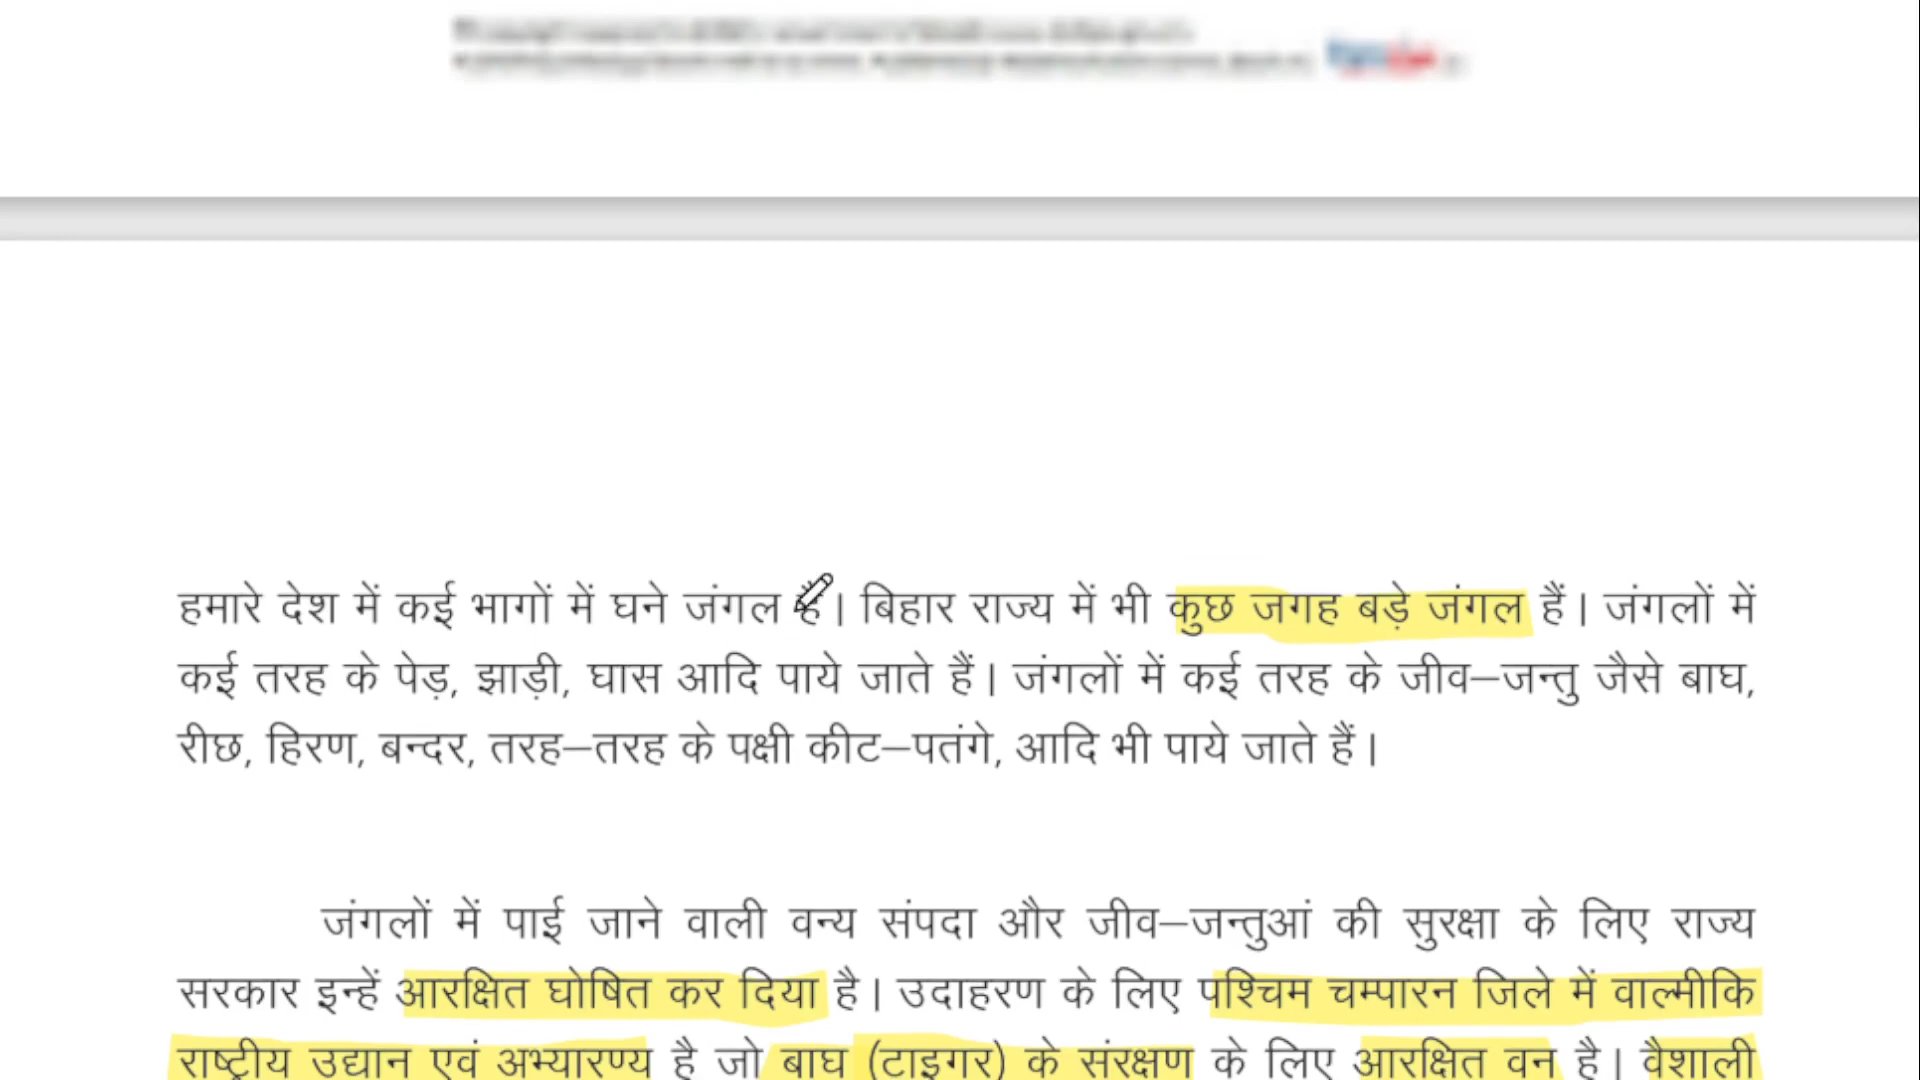 हमारे देश में कई भागों में घने जंगल है। बिहार राज्य में भी कुछ जगह बड़े जंगल हैं। जंगलों में
कई तरह के पेड़, झाड़ी, घास आदि पाये जाते हैं। जंगलों में कई तरह के जीव–जन्तु जैसे बाघ,
रीछ, हिरण, बन्दर, तरह–तरह के पक्षी कीट–पतंगे, आदि भी पाये जाते हैं।
जंगलों में पाई जाने वाली वन्य संपदा और जीव–जन्तुआं की सुरक्षा के लिए राज्य
सरकार इन्हें आरक्षित घोषित कर दिया है। उदाहरण के लिए पश्चिम चम्पारन जिले में वाल्मीकि
राष्ट्रीय उद्यान एवं अभ्यारण्य है जो बाघ (टाइगर) के संरक्षण के लिए आरक्षित वन है। वैशाली